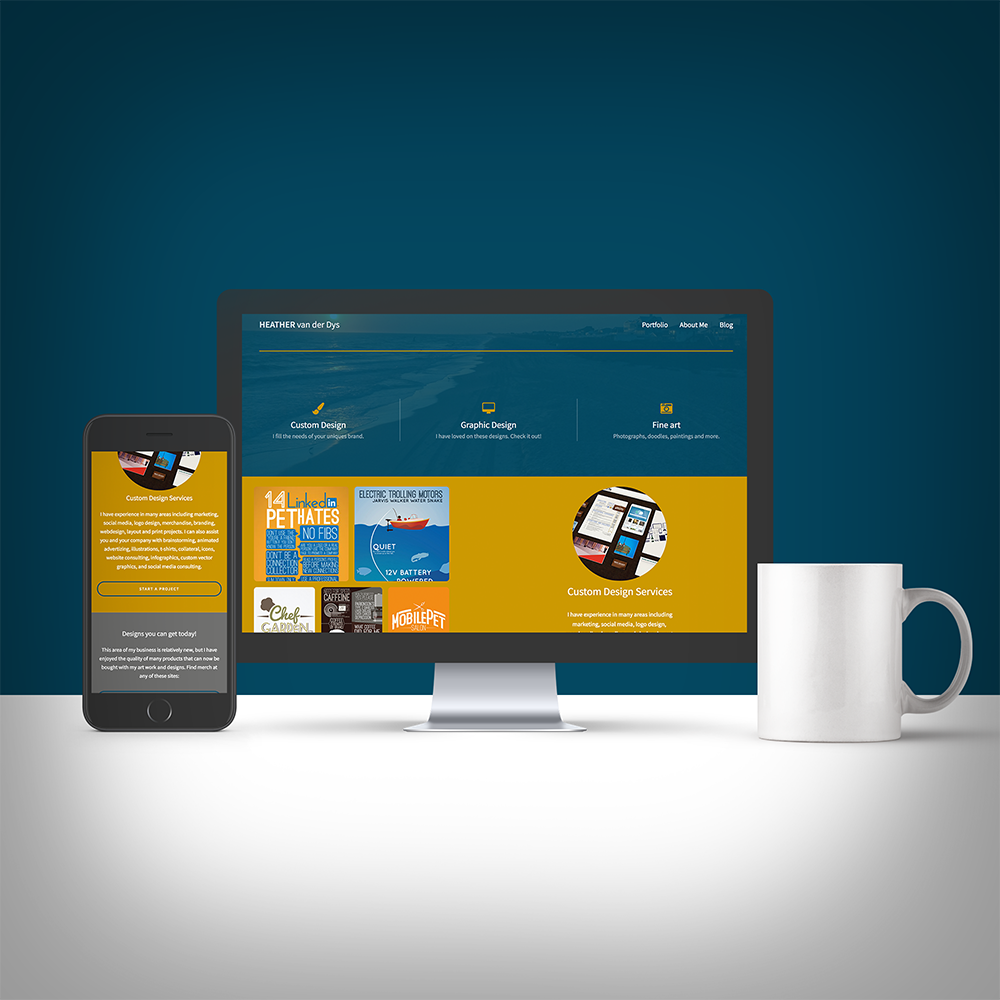 HEATHER van der Dys
Portfolio About Me Blog
Custom Design
I fill the needs of your uniques brand.
Graphic Design
I have loved on these designs. Check it out!
Fine art
Photographs, doodles, paintings and more.
14 Linked in
PET HATES
NO FIBS
DON'T BE A
CONNECTION
COLLECTOR
BEFORE MAKING
NEW CONNECTIONS
ELECTRIC TROLLING MOTORS
JARVIS WALKER WATER SNAKE
QUIET
12V BATTERY
POWERED
Chef
GARDEN
CAFFEINE
MOBILEPET
SALON
Custom Design Services
I have experience in many areas including
marketing, social media, logo design,
Custom Design Services
I have experience in many areas including marketing,
social media, logo design, merchandise, branding,
webdesign, layout and print projects. I can also assist
you and your company with brainstorming, animated
advertising, illustrations, t-shirts, collateral, icons,
website consulting, infographics, custom vector
graphics, and social media consulting.
START A PROJECT
Designs you can get today!
This area of my business is relatively new, but I have
enjoyed the quality of many products that can now be
bought with my art work and designs. Find merch at
any of these sites: